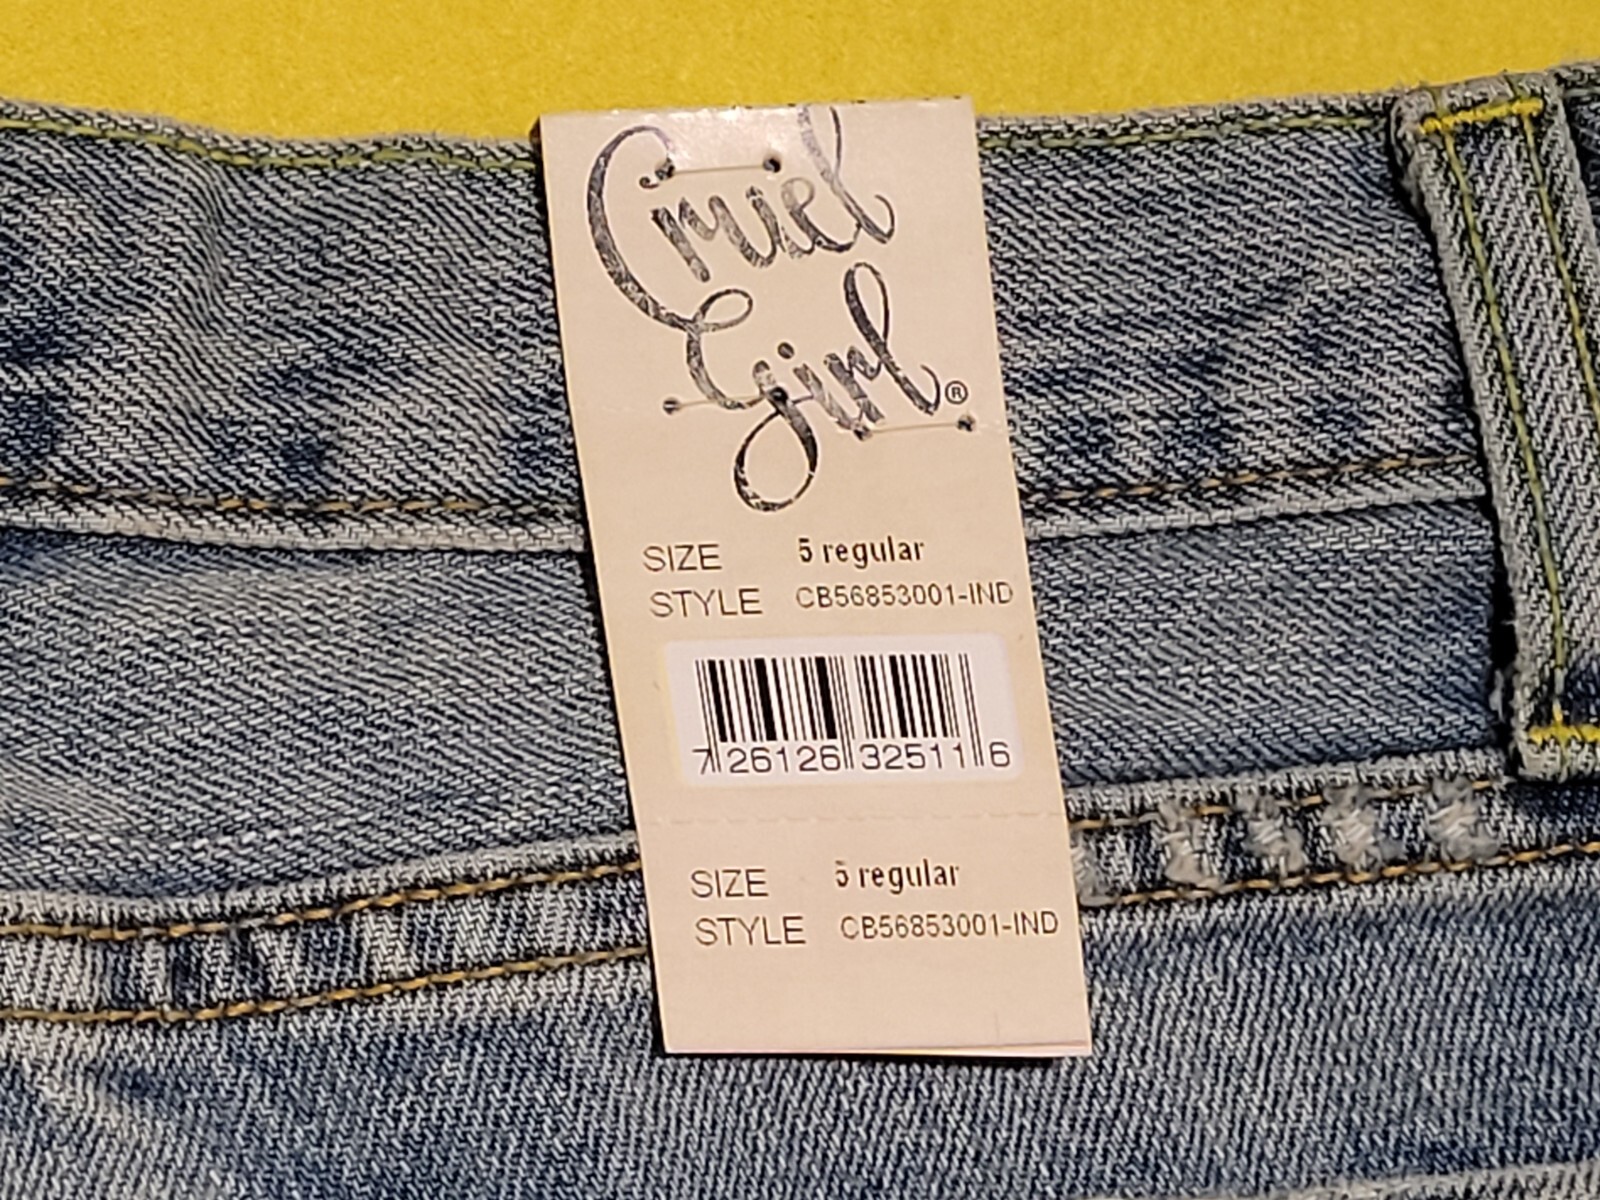 Cruel
Girl®
SIZE 5 regular
STYLE CB56853001-IND
7 26126 32511 6
SIZE 5 regular
STYLE CB56853001-IND